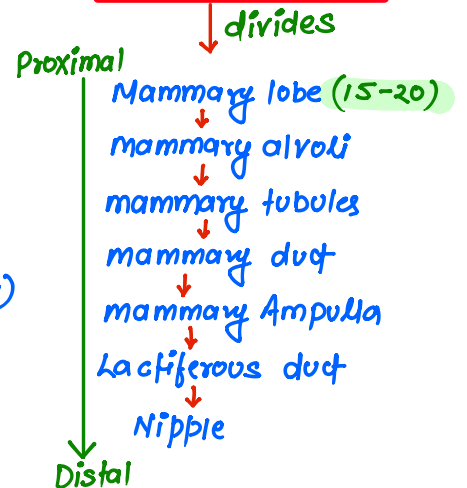 divides
Proximal
Mammary lobe (15-20)
mammary alvoli
mammary tubules
mammary duct
mammary Ampulla
Lactiferous duct
Nipple
Distal